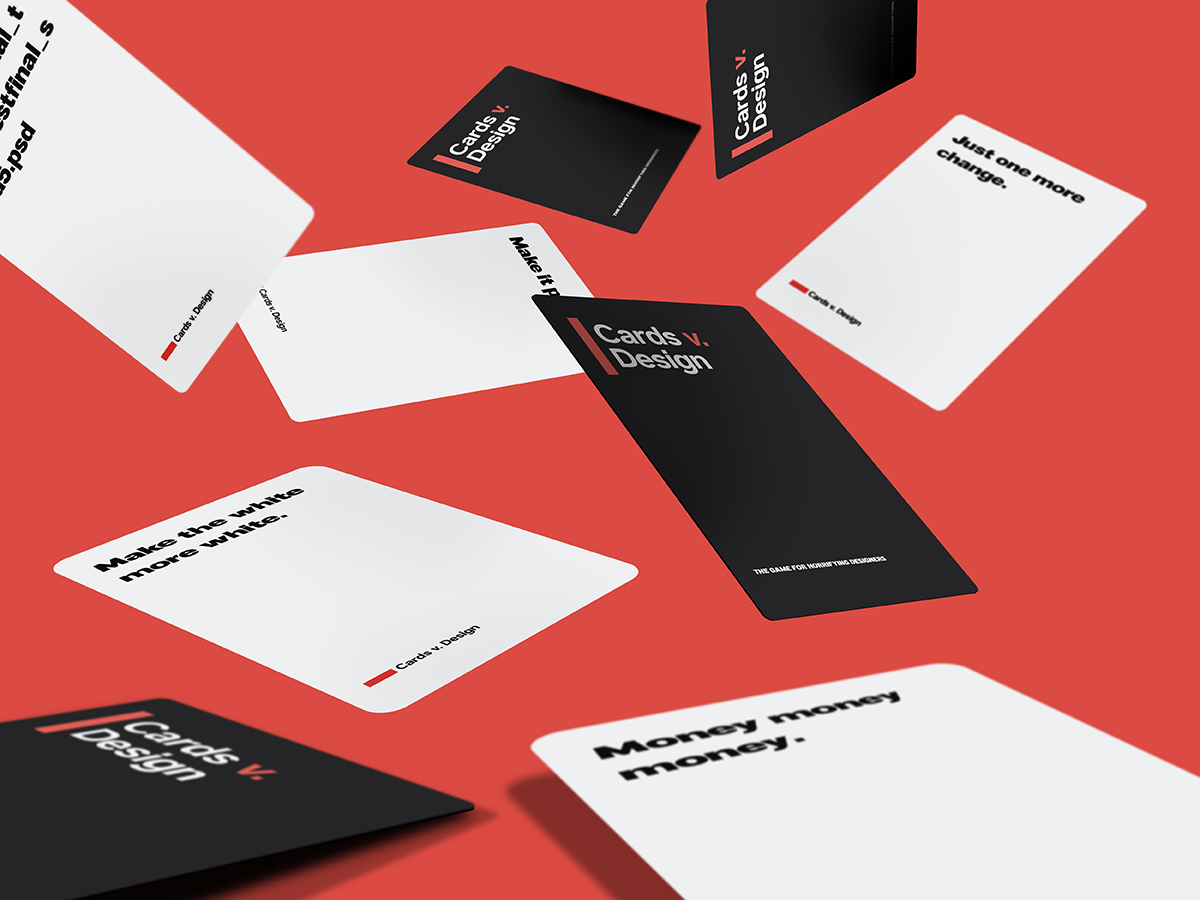 al_t
stfinal_s
5.psd
Cards v. Design
Cards v.
Design
THE GAME FOR HORRIFYING DESIGNERS
Cards v.
Design
Just one more
change.
Cards v. Design
Make it
Cards v. Design
Cards v.
Design
THE GAME FOR HORRIFYING DESIGNERS
Make the white
more white.
Cards v. Design
Cards v.
Design
Money money
money.